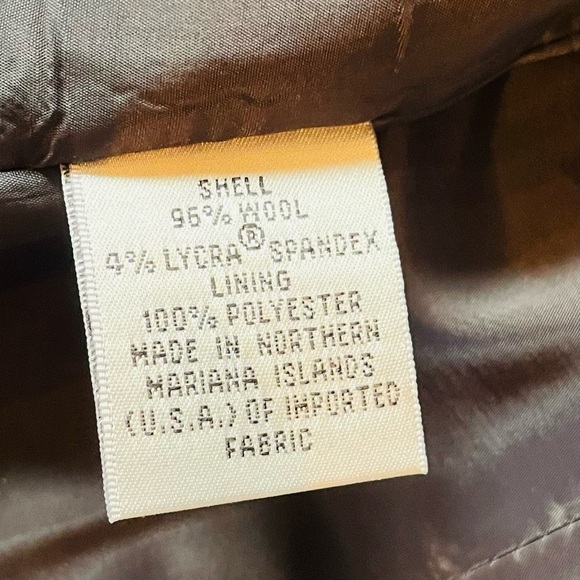 SHELL
96% WOOL
4% LYCRA® SPANDEX
LINING
100% POLYESTER
MADE IN NORTHERN
MARIANA ISLANDS
(U.S.A.) OF IMPORTED
FABRIC